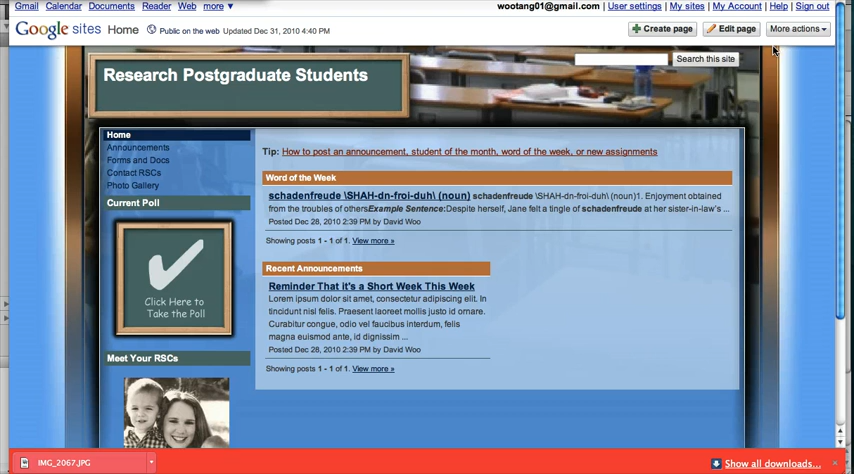 Gmail Calendar Documents Reader Web more ▼
wootang01@gmail.com | User settings | My sites | My Account | Help | Sign out
Google sites Home Public on the web Updated Dec 31, 2010 4:40 PM
Create page Edit page More actions
Research Postgraduate Students
Search this site
Home
Announcements
Forms and Docs
Contact RSCs
Photo Gallery
Current Poll
Click Here to
Take the Poll
Meet Your RSCs
Tip: How to post an announcement, student of the month, word of the week, or new assignments
Word of the Week
schadenfreude \SHAH-dn-froi-duh\ (noun) schadenfreude \SHAH-dn-froi-duh\ (noun)1. Enjoyment obtained
from the troubles of othersExample Sentence:Despite herself, Jane felt a tingle of schadenfreude at her sister-in-law's ...
Posted Dec 28, 2010 2:39 PM by David Woo
Showing posts 1 - 1 of 1. View more »
Recent Announcements
Reminder That it's a Short Week This Week
Lorem ipsum dolor sit amet, consectetur adipiscing elit. In
tincidunt nisl felis. Praesent laoreet mollis justo id ornare.
Curabitur congue, odio vel faucibus interdum, felis
magna euismod ante, id dignissim ...
Posted Dec 28, 2010 2:39 PM by David Woo
Showing posts 1 - 1 of 1. View more »
IMG_2067.JPG
Show all downloads...